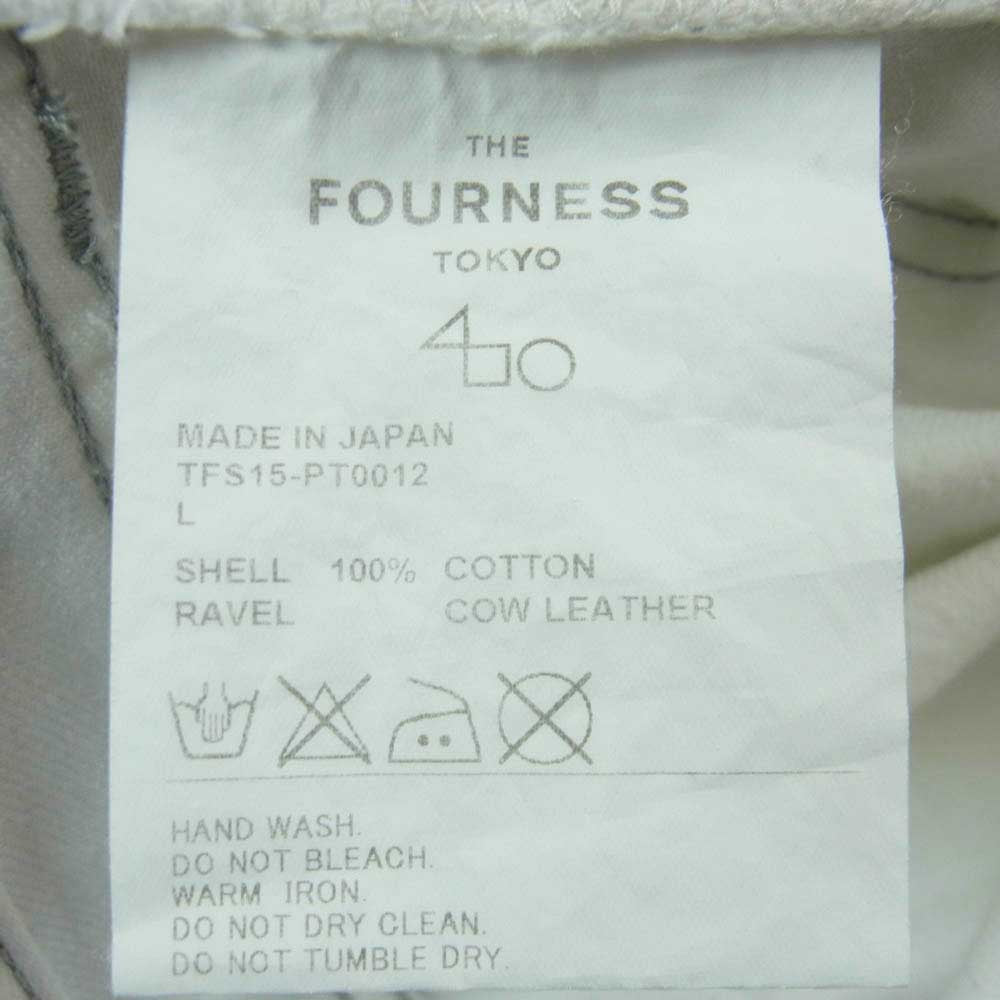 THE
FOURNESS
TOKYO
MADE IN JAPAN
TFS15-PT0012
L
SHELL 100% COTTON
RAVEL COW LEATHER
HAND WASH.
DO NOT BLEACH.
WARM IRON.
DO NOT DRY CLEAN.
DO NOT TUMBLE DRY.